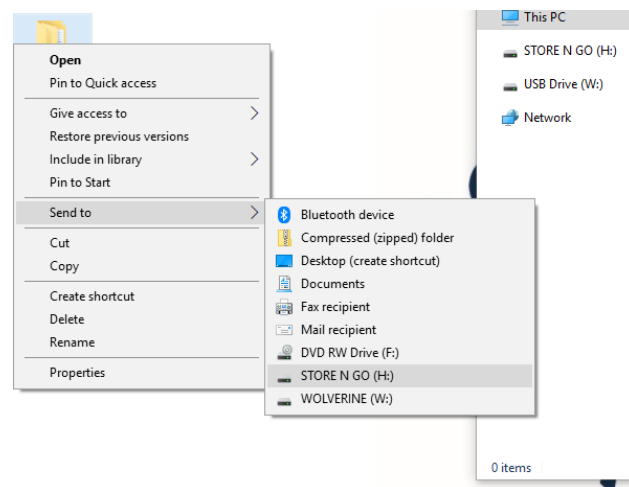 Open
Pin to Quick access
Give access to
Restore previous versions
Include in library
Pin to Start
Send to
Cut
Copy
Create shortcut
Delete
Rename
Properties
Bluetooth device
Compressed (zipped) folder
Desktop (create shortcut)
Documents
Fax recipient
Mail recipient
DVD RW Drive (F:)
STORE N GO (H:)
WOLVERINE (W:)
This PC
STORE N GO (H:)
USB Drive (W:)
Network
0 items